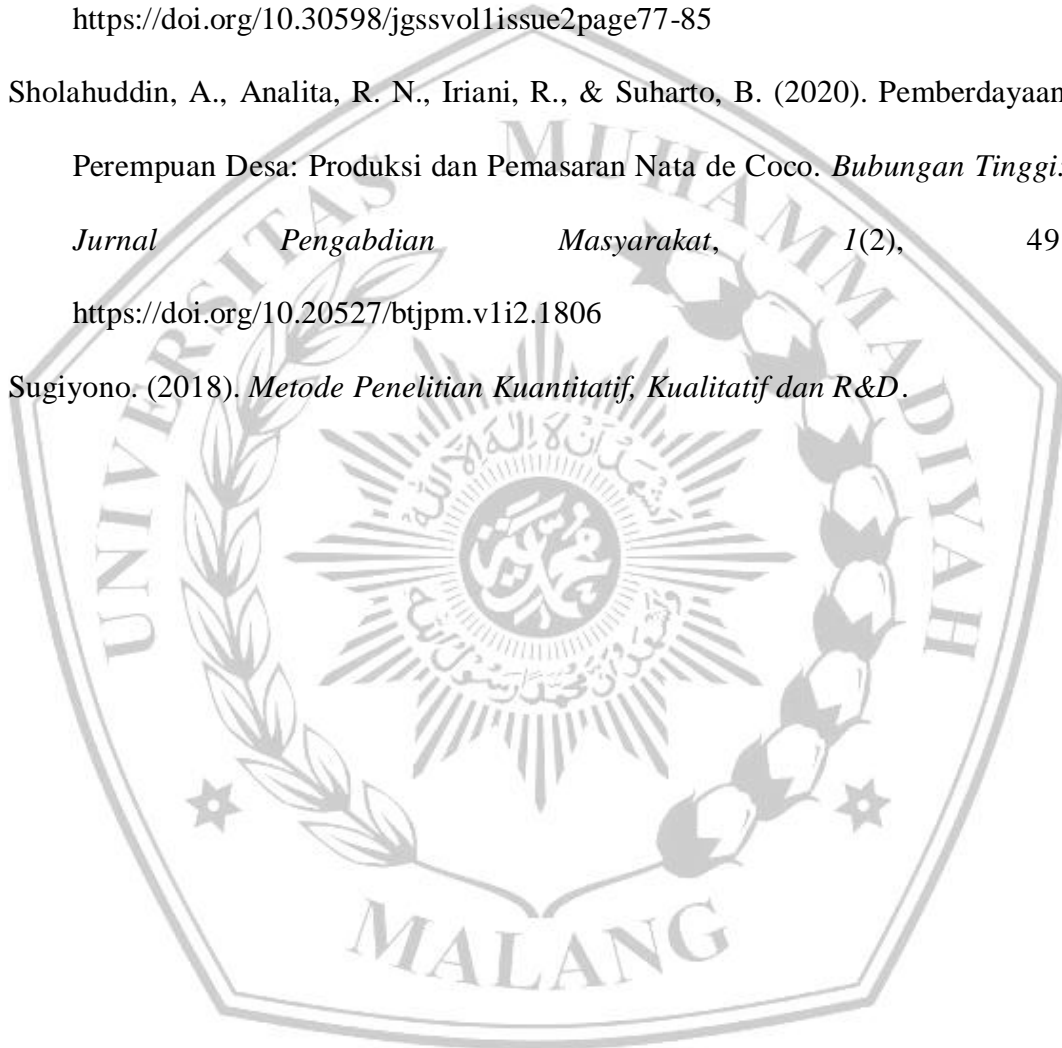 https://doi.org/10.30598/jgssvol1issue2page77-85
Sholahuddin, A., Analita, R. N., Iriani, R., & Suharto, B. (2020). Pemberdayaan
Perempuan Desa: Produksi dan Pemasaran Nata de Coco. Bubungan Tinggi:
Jurnal Pengabdian Masyarakat, 1(2), 49.
https://doi.org/10.20527/btjpm.v1i2.1806
Sugiyono. (2018). Metode Penelitian Kuantitatif, Kualitatif dan R&D.
UNIVERSITAS MUHAMMADIYAH
MALANG